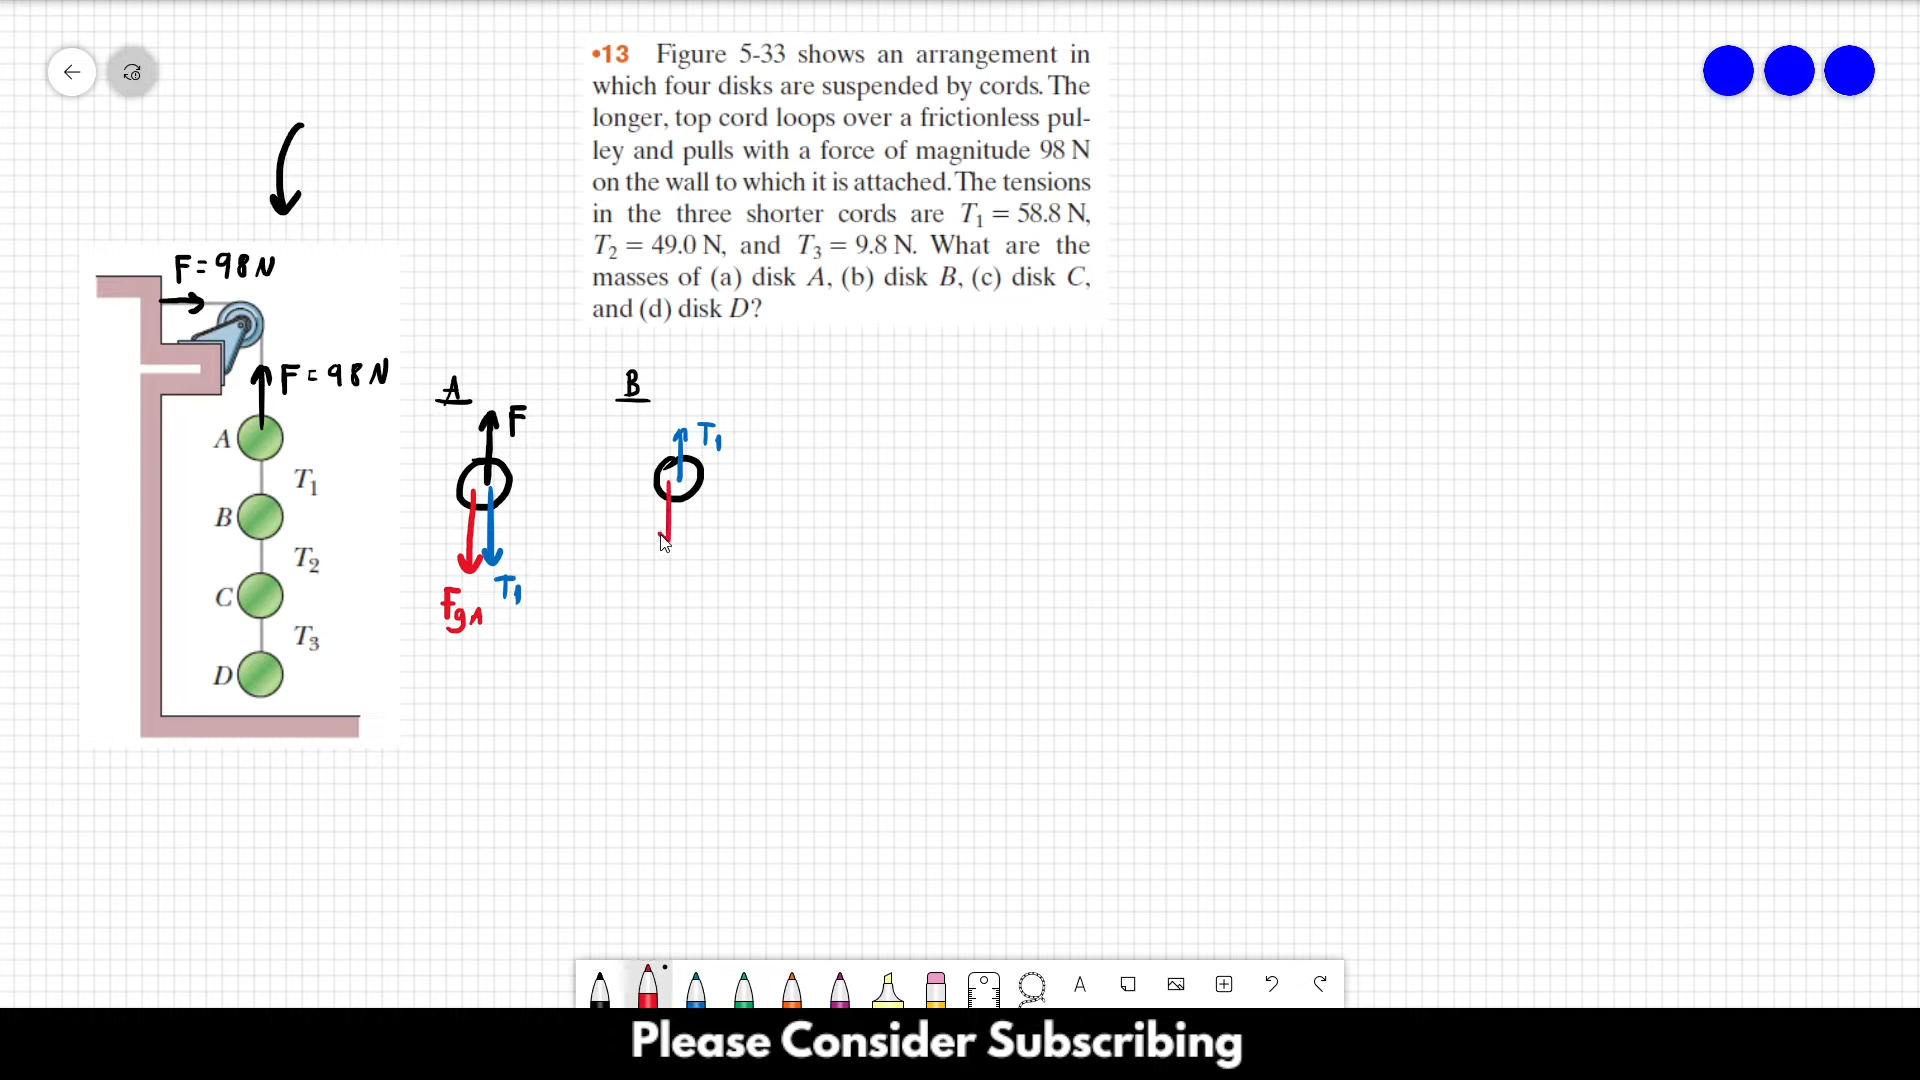 •13 Figure 5-33 shows an arrangement in
which four disks are suspended by cords. The
longer, top cord loops over a frictionless pul-
ley and pulls with a force of magnitude 98 N
on the wall to which it is attached. The tensions
in the three shorter cords are T₁ = 58.8 N,
T₂ = 49.0 N, and T₃ = 9.8 N. What are the
masses of (a) disk A, (b) disk B, (c) disk C,
and (d) disk D?
F=98N
F=98N
A
T₁
B
T₂
C
T₃
D
A
F
FgA
T₁
B
T₁
A
Please Consider Subscribing